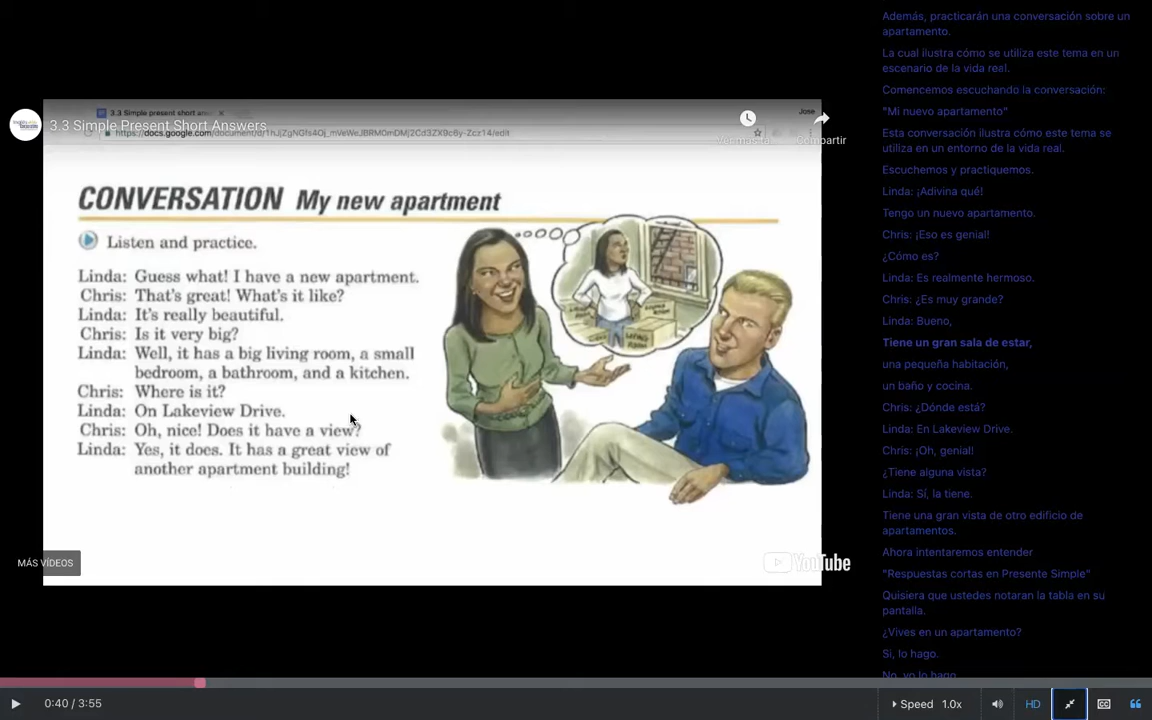 3.3 Simple present short ans
Jose
3.3 Simple Present Short Answers
Compartir
CONVERSATION My new apartment
Listen and practice.
Linda: Guess what! I have a new apartment.
Chris: That's great! What's it like?
Linda: It's really beautiful.
Chris: Is it very big?
Linda: Well, it has a big living room, a small
bedroom, a bathroom, and a kitchen.
Chris: Where is it?
Linda: On Lakeview Drive.
Chris: Oh, nice! Does it have a view?
Linda: Yes, it does. It has a great view of
another apartment building!
MÁS VÍDEOS
YouTube
0:40 / 3:55
Speed 1.0x
HD
Además, practicarán una conversación sobre un
apartamento.
La cual ilustra cómo se utiliza este tema en un
escenario de la vida real.
Comencemos escuchando la conversación:
"Mi nuevo apartamento"
Esta conversación ilustra cómo este tema se
utiliza en un entorno de la vida real.
Escuchemos y practiquemos.
Linda: ¡Adivina qué!
Tengo un nuevo apartamento.
Chris: ¡Eso es genial!
¿Cómo es?
Linda: Es realmente hermoso.
Chris: ¿Es muy grande?
Linda: Bueno,
Tiene un gran sala de estar,
una pequeña habitación,
un baño y cocina.
Chris: ¿Dónde está?
Linda: En Lakeview Drive.
Chris: ¡Oh, genial!
¿Tiene alguna vista?
Linda: Sí, la tiene.
Tiene una gran vista de otro edificio de
apartamentos.
Ahora intentaremos entender
"Respuestas cortas en Presente Simple"
Quisiera que ustedes notaran la tabla en su
pantalla.
¿Vives en un apartamento?
Si, lo hago.
No, yo lo hago